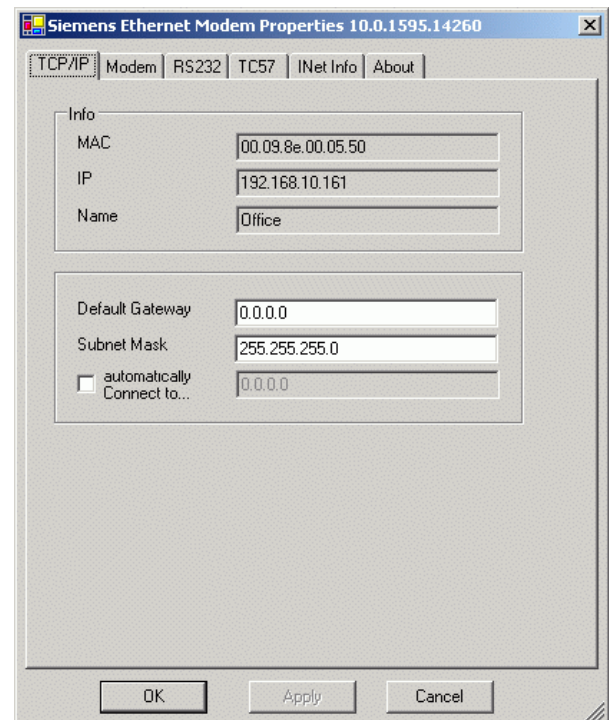 Siemens Ethernet Modem Properties 10.0.1595.14260
TCP/IP Modem RS232 TC57 INet Info About
Info
MAC 00.09.8e.00.05.50
IP 192.168.10.161
Name Office
Default Gateway 0.0.0.0
Subnet Mask 255.255.255.0
automatically
Connect to... 0.0.0.0
OK Apply Cancel